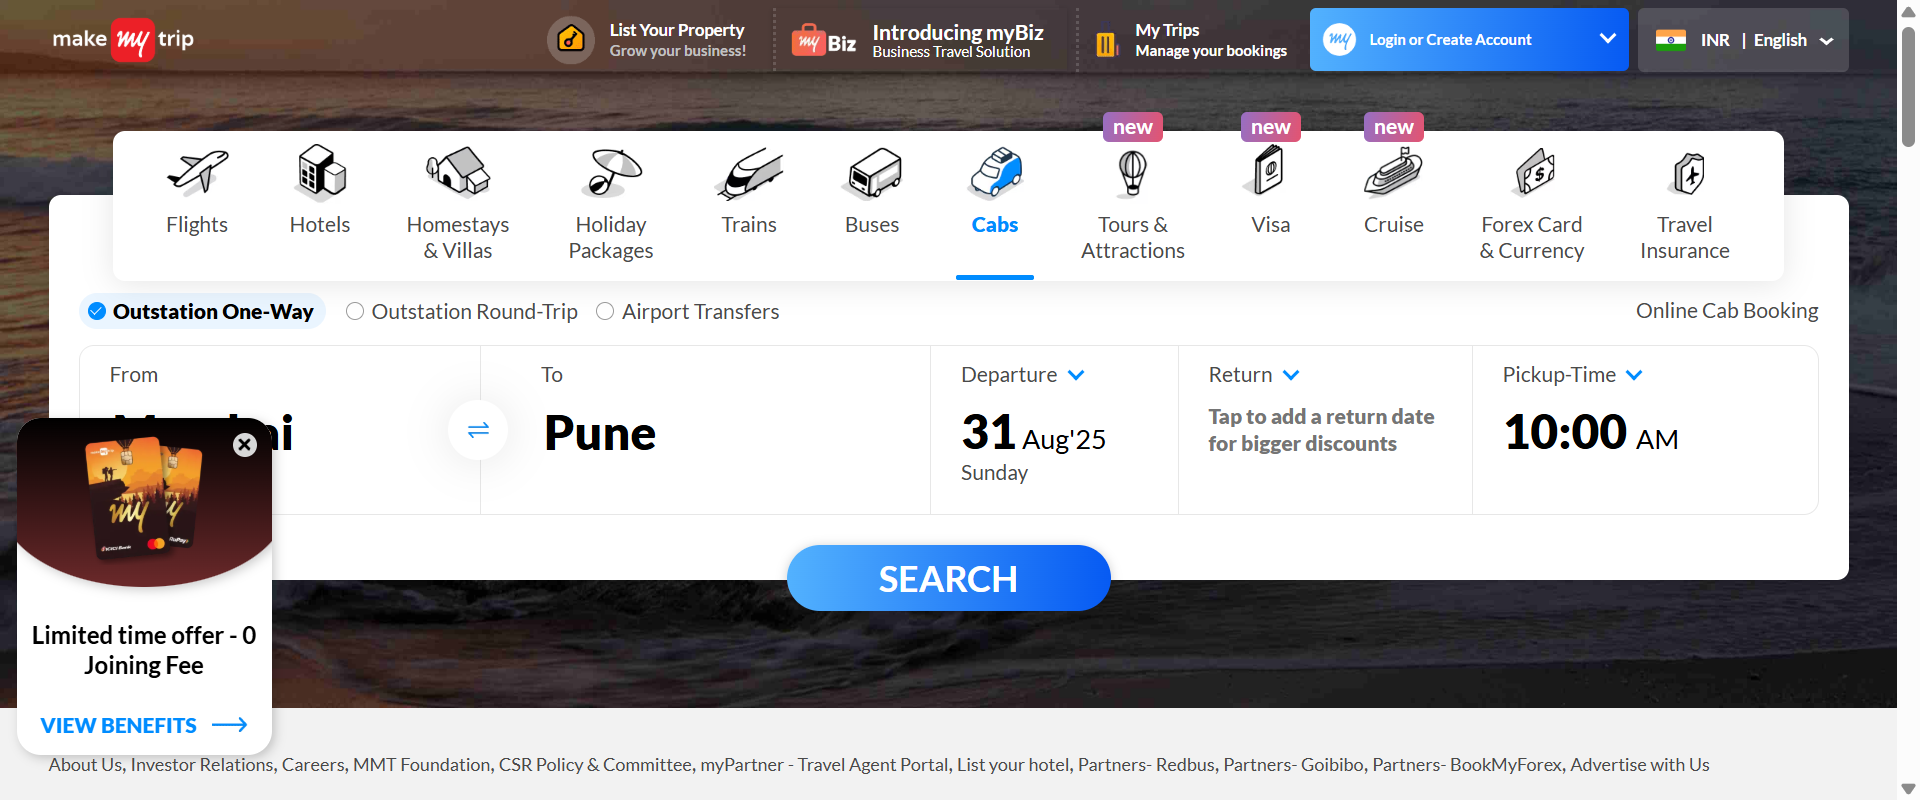 make my trip
List Your Property
Grow your business!
my Biz
Introducing myBiz
Business Travel Solution
My Trips
Manage your bookings
my
Login or Create Account
INR | English
new
new
new
Flights
Hotels
Homestays
& Villas
Holiday
Packages
Trains
Buses
Cabs
Tours &
Attractions
Visa
Cruise
Forex Card
& Currency
Travel
Insurance
Outstation One-Way
Outstation Round-Trip
Airport Transfers
Online Cab Booking
From
To
Pune
Departure
31 Aug'25
Sunday
Return
Tap to add a return date
for bigger discounts
Pickup-Time
10:00 AM
SEARCH
my
ICICI Bank
RuPay
Limited time offer - 0
Joining Fee
VIEW BENEFITS
About Us, Investor Relations, Careers, MMT Foundation, CSR Policy & Committee, myPartner - Travel Agent Portal, List your hotel, Partners- Redbus, Partners- Goibibo, Partners- BookMyForex, Advertise with Us